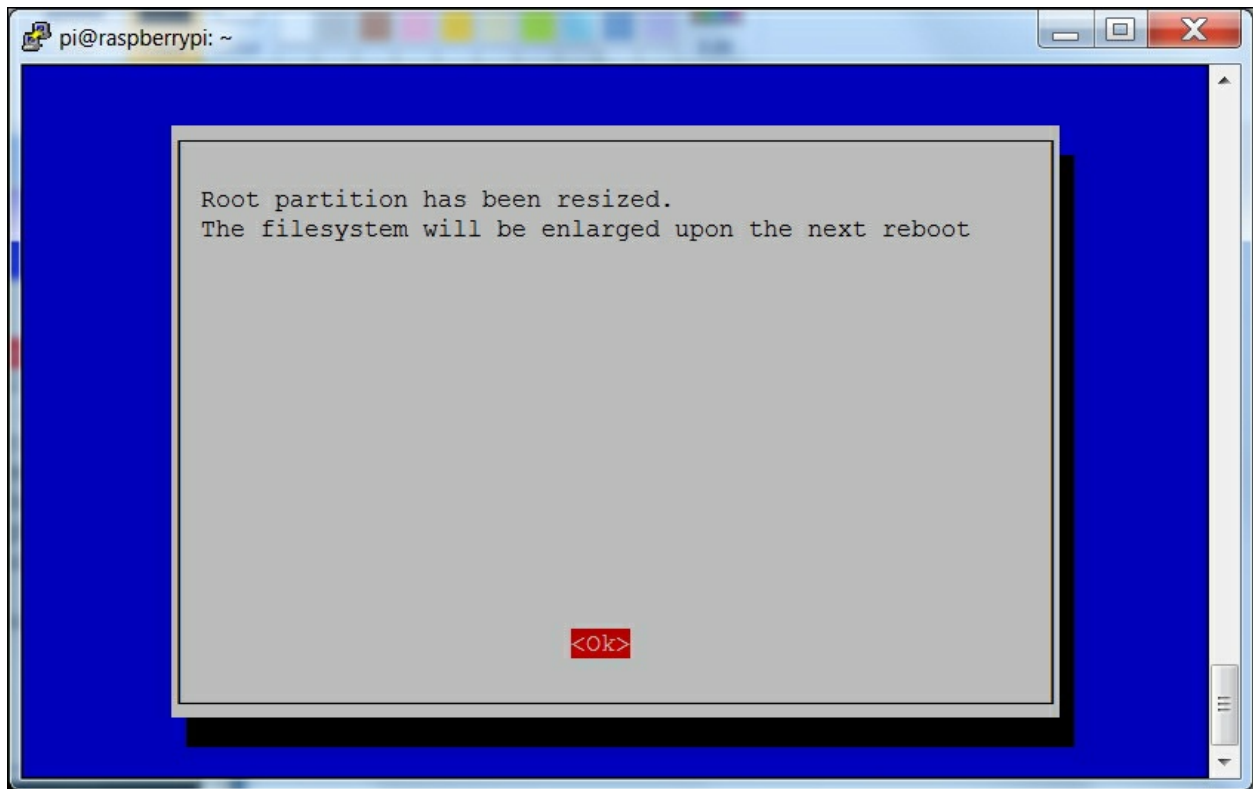 pi@raspberrypi: ~
Root partition has been resized.
The filesystem will be enlarged upon the next reboot
<Ok>